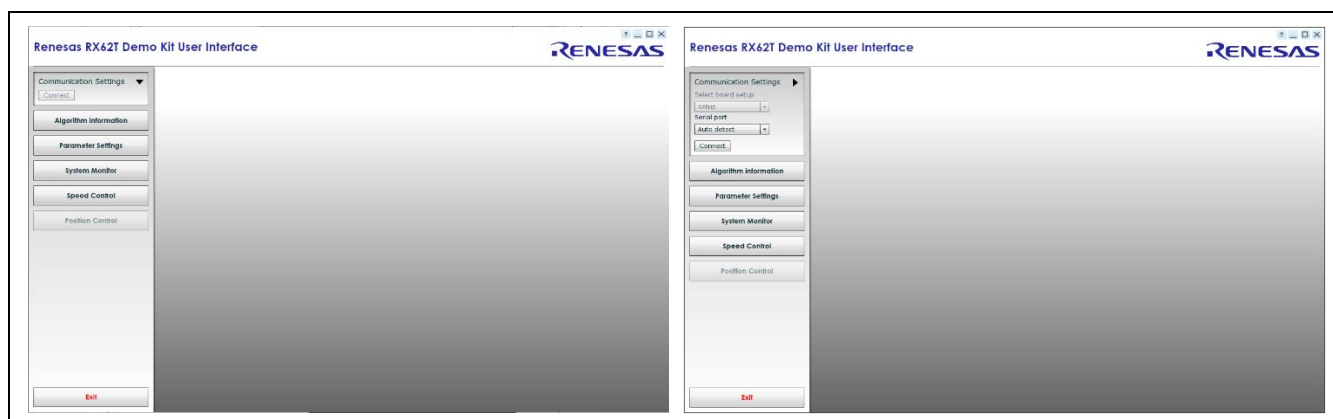 Renesas RX62T Demo Kit User Interface
RENESAS
Communication Settings
Connect
Algorithm Information
Parameter Settings
System Monitor
Speed Control
Position Control
Exit
Renesas RX62T Demo Kit User Interface
RENESAS
Communication Settings
Select board setup
setup
Serial port
Auto detect
Connect
Algorithm Information
Parameter Settings
System Monitor
Speed Control
Position Control
Exit